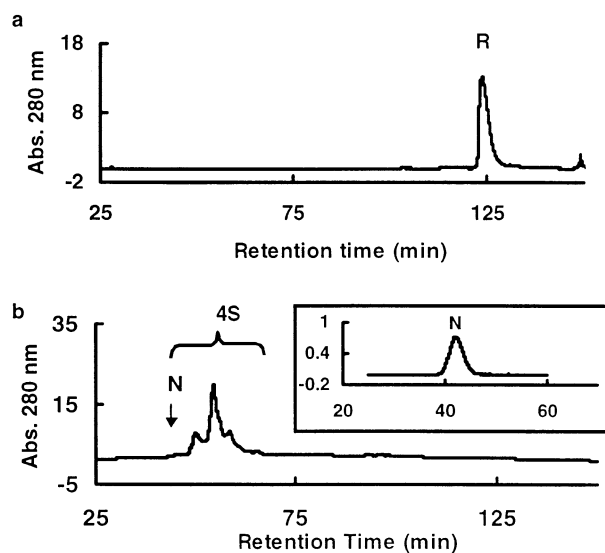 a
18
R
8
-2
Abs. 280 nm
25 75 125
Retention time (min)
b
35
4S
N
15
-5
Abs. 280 nm
1
N
0.4
-0.2
20 40 60
25 75 125
Retention Time (min)